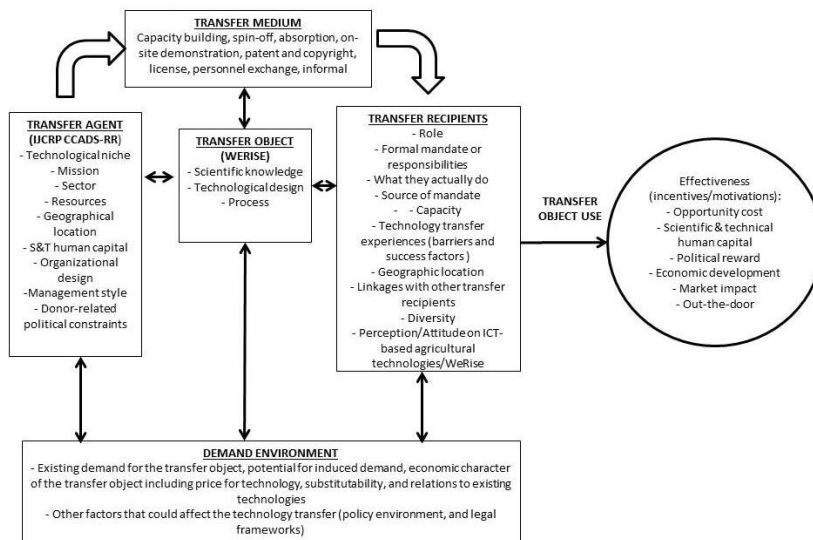 TRANSFER MEDIUM
Capacity building, spin-off, absorption, on-
site demonstration, patent and copyright,
license, personnel exchange, informal
TRANSFER AGENT
(IJCRP CCADS-RR)
- Technological niche
- Mission
- Sector
- Resources
- Geographical
location
- S&T human capital
- Organizational
design
-Management style
- Donor-related
political constraints
TRANSFER OBJECT
(WERISE)
- Scientific knowledge
- Technological design
- Process
TRANSFER RECIPIENTS
- Role
- Formal mandate or
responsibilities
- What they actually do
- Source of mandate
- - Capacity
- Technology transfer
experiences (barriers and
success factors )
- Geographic location
- Linkages with other transfer
recipients
- Diversity
- Perception/Attitude on ICT-
based agricultural
technologies/WeRise
TRANSFER
OBJECT USE
Effectiveness
(incentives/motivations):
- Opportunity cost
- Scientific & technical
human capital
- Political reward
- Economic development
- Market impact
- Out-the-door
DEMAND ENVIRONMENT
- Existing demand for the transfer object, potential for induced demand, economic character
of the transfer object including price for technology, substitutability, and relations to existing
technologies
- Other factors that could affect the technology transfer (policy environment, and legal
frameworks)